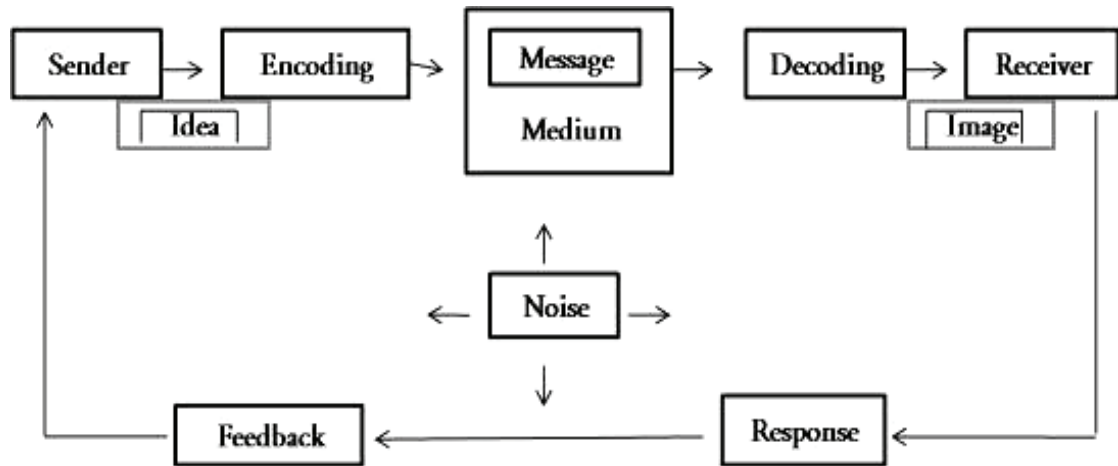 Sender
Encoding
Message
Medium
Decoding
Receiver
Idea
Image
Noise
Feedback
Response